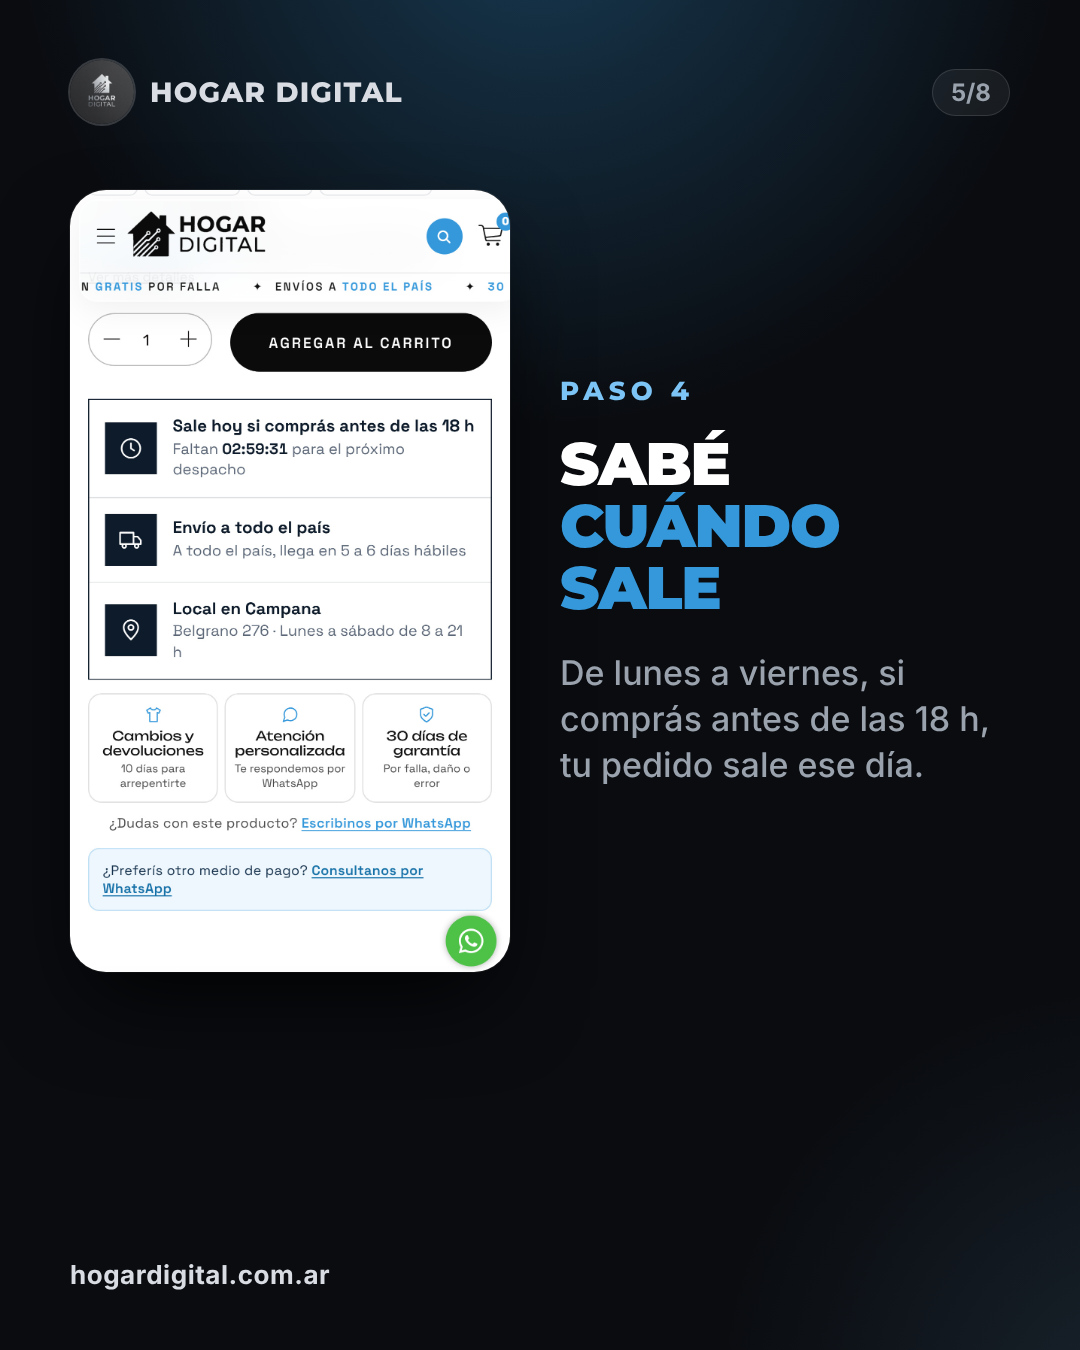 HOGAR DIGITAL
HOGAR DIGITAL
5/8
HOGAR
DIGITAL
0
N GRATIS POR FALLA ✦ ENVÍOS A TODO EL PAÍS ✦ 30
1
AGREGAR AL CARRITO
Sale hoy si comprás antes de las 18 h
Faltan 02:59:31 para el próximo
despacho
Envío a todo el país
A todo el país, llega en 5 a 6 días hábiles
Local en Campana
Belgrano 276 · Lunes a sábado de 8 a 21
h
Cambios y
devoluciones
10 días para
arrepentirte
Atención
personalizada
Te respondemos por
WhatsApp
30 días de
garantía
Por falla, daño o
error
¿Dudas con este producto? Escribinos por WhatsApp
¿Preferís otro medio de pago? Consultanos por
WhatsApp
PASO 4
SABÉ
CUÁNDO
SALE
De lunes a viernes, si
comprás antes de las 18 h,
tu pedido sale ese día.
hogardigital.com.ar